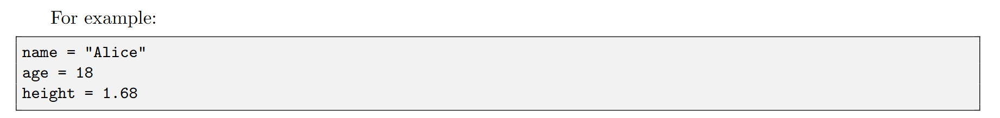 For example:
name = "Alice"
age = 18
height = 1.68